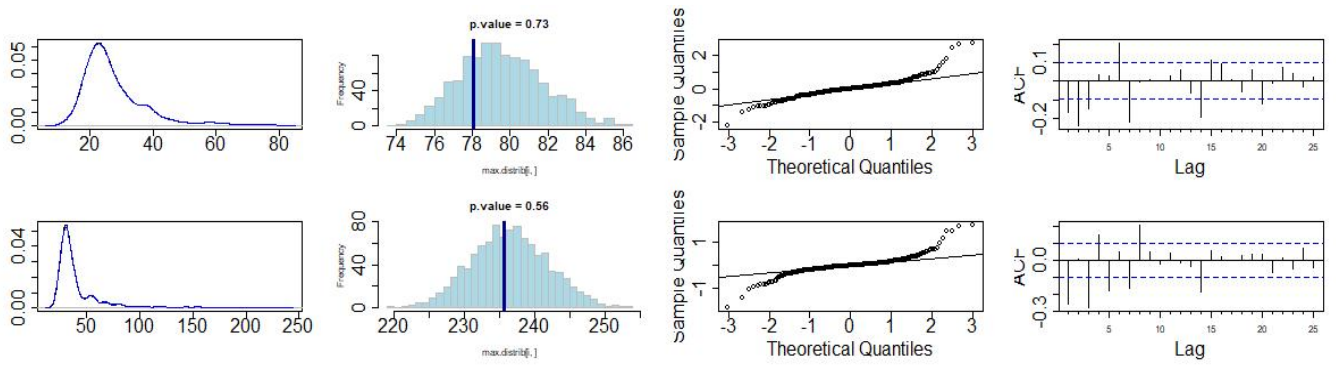 p.value = 0.73
0.05
0.00
20 40 60 80
Frequency
40
0
74 76 78 80 82 84 86
max.distrib[i, ]
Sample Quantiles
2
0
-2
-3 -2 -1 0 1 2 3
Theoretical Quantiles
ACF
0.1
-0.2
5 10 15 20 25
Lag
p.value = 0.56
0.04
0.00
50 100 150 200 250
Frequency
80
40
0
220 230 240 250
max.distrib[i, ]
Sample Quantiles
1
-1
-3 -2 -1 0 1 2 3
Theoretical Quantiles
ACF
0.0
-0.3
5 10 15 20 25
Lag